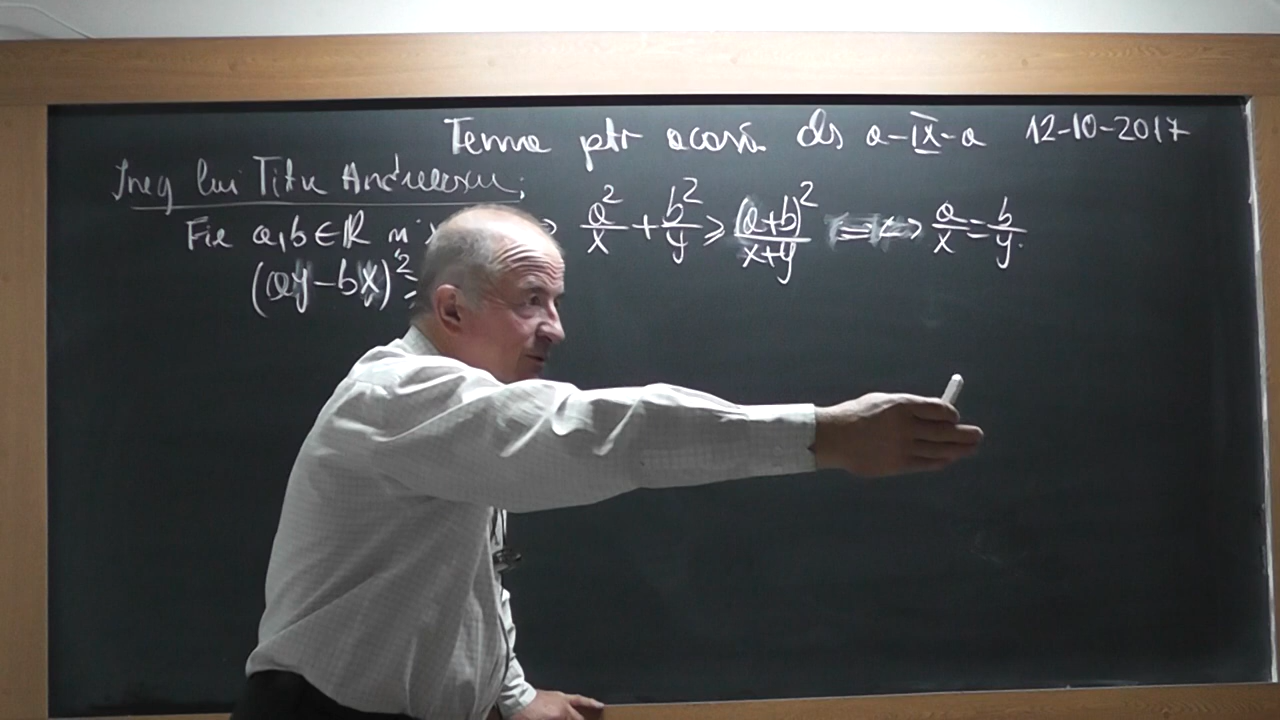 Tema ptr acasă cls a-IX-a 12-10-2017
Ineg lui Titu Andreescu:
Fie a,b ∈ ℝ și x ⇒ a²/x + b²/y ≥ (a+b)²/(x+y) "=" ⇔ a/x = b/y.
(ay-bx)² ≥